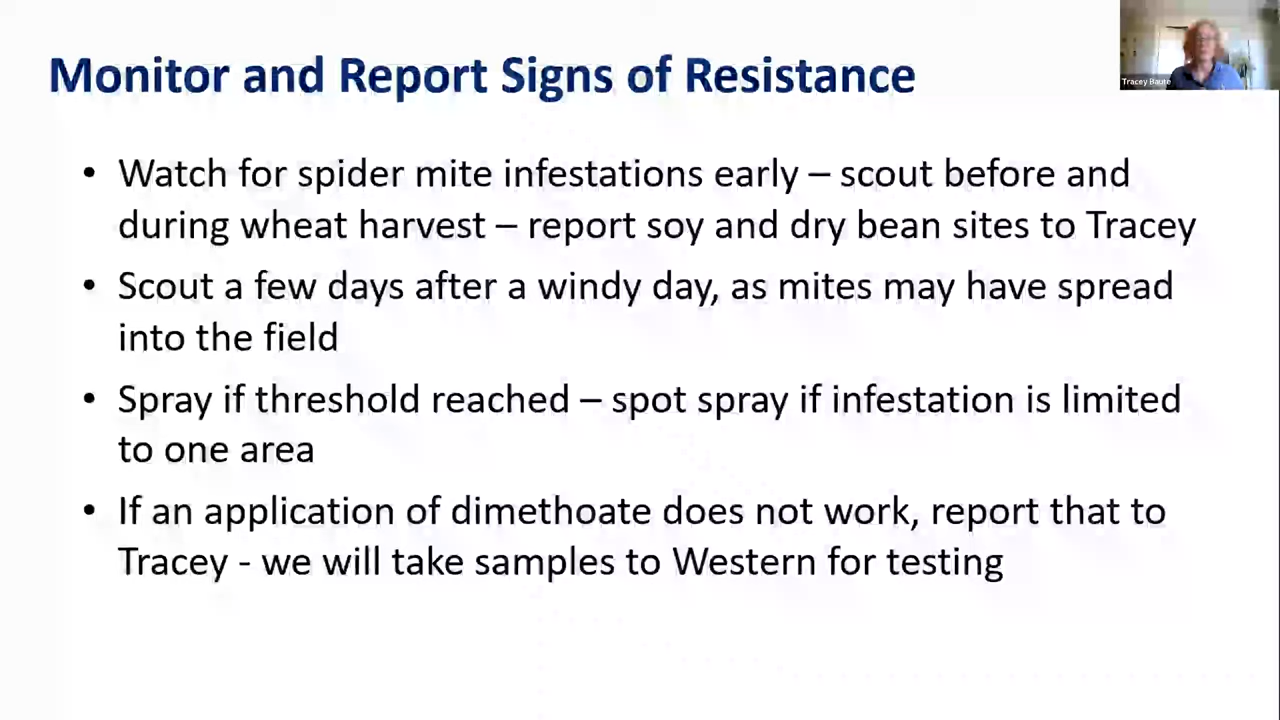 Monitor and Report Signs of Resistance
Tracey Baute
• Watch for spider mite infestations early – scout before and
during wheat harvest – report soy and dry bean sites to Tracey
• Scout a few days after a windy day, as mites may have spread
into the field
• Spray if threshold reached – spot spray if infestation is limited
to one area
• If an application of dimethoate does not work, report that to
Tracey - we will take samples to Western for testing